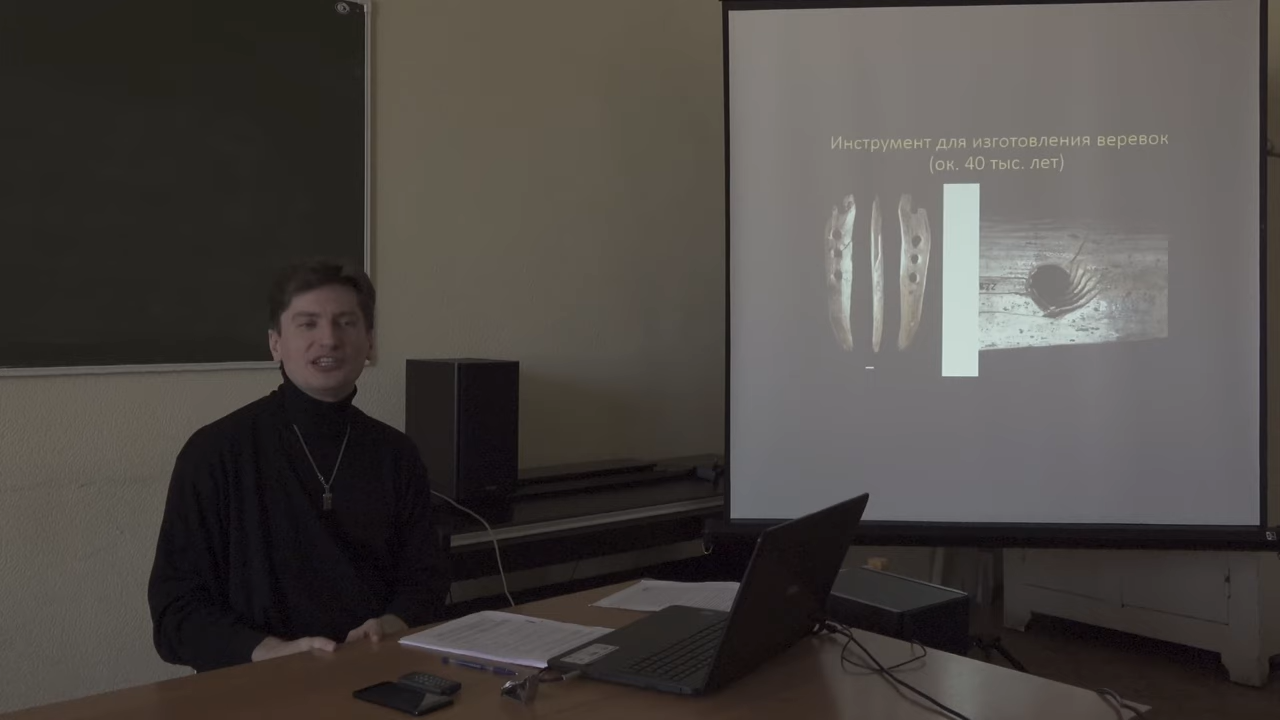 Инструмент для изготовления веревок
(ок. 40 тыс. лет)